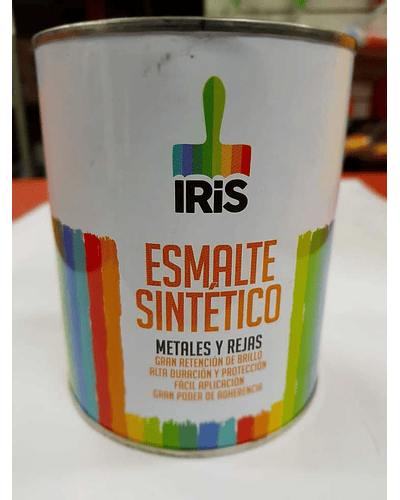 IRiS
ESMALTE
SINTÉTICO
METALES Y REJAS
GRAN RETENCIÓN DE BRILLO
ALTA DURACIÓN Y PROTECCIÓN
FÁCIL APLICACIÓN
GRAN PODER DE ADHERENCIA